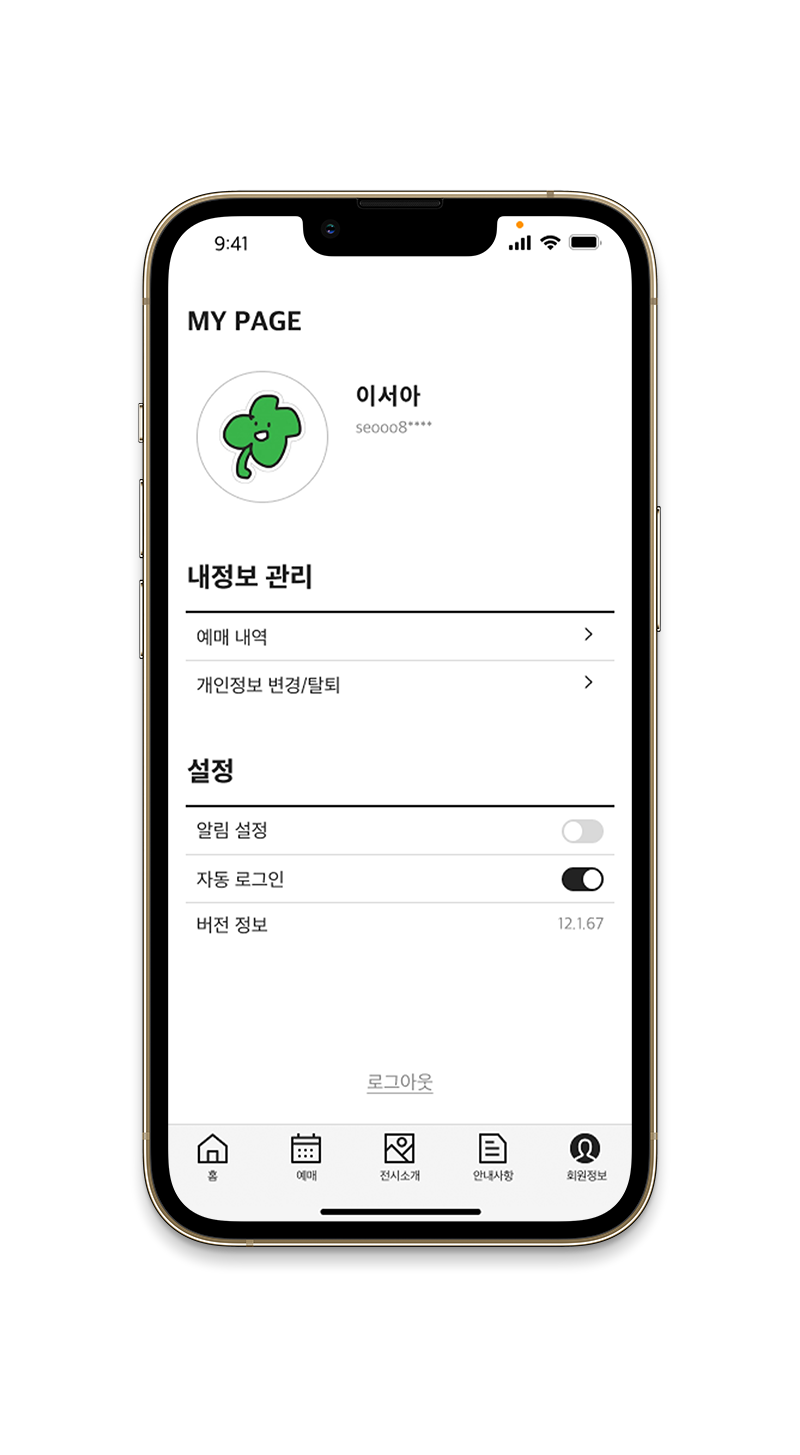 9:41
MY PAGE
이서아
seooo8****
내정보 관리
예매 내역
개인정보 변경/탈퇴
설정
알림 설정
자동 로그인
버전 정보 12.1.67
로그아웃
홈 예매 전시소개 안내사항 회원정보